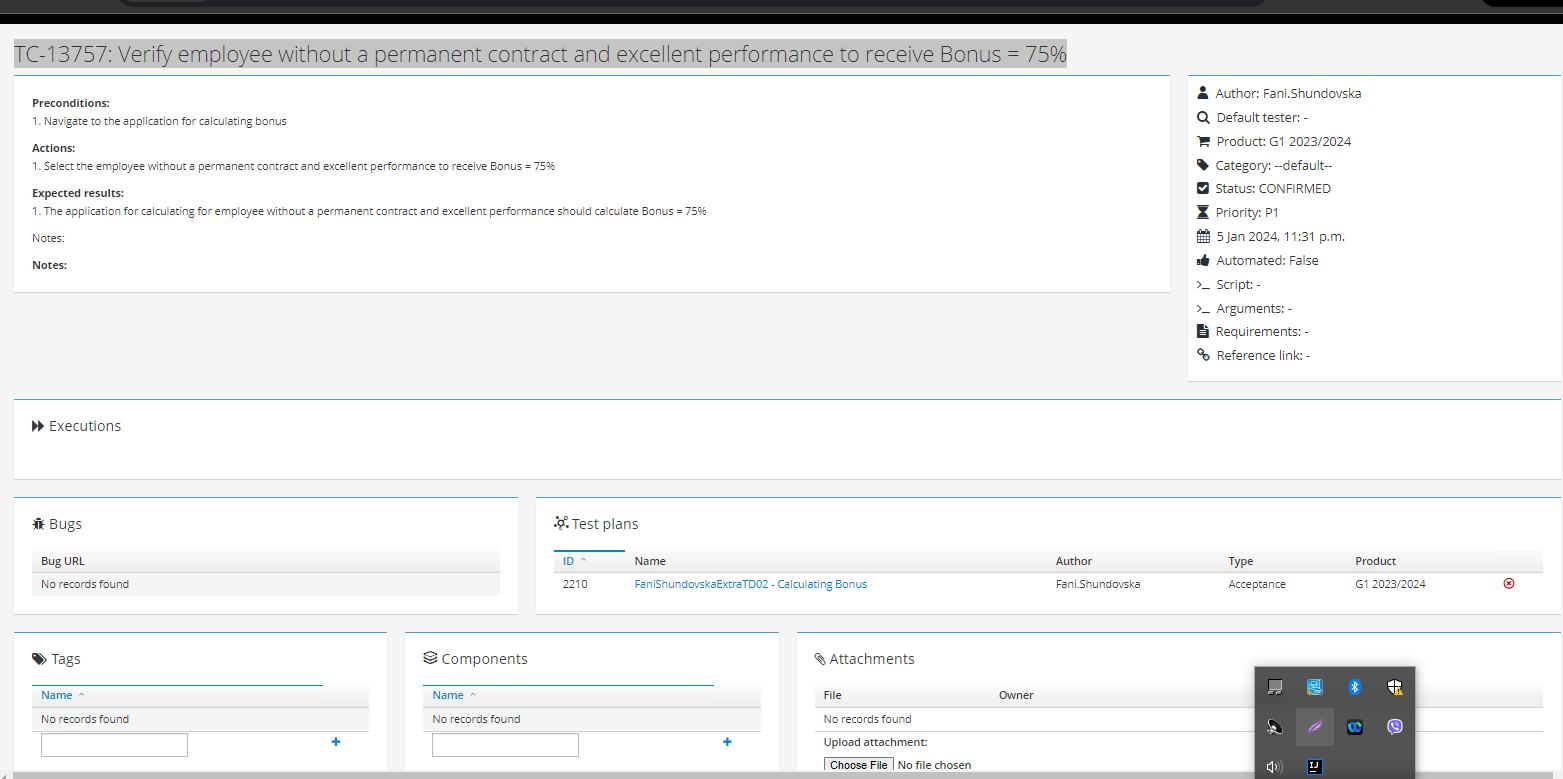 TC-13757: Verify employee without a permanent contract and excellent performance to receive Bonus = 75%
Preconditions:
1. Navigate to the application for calculating bonus
Actions:
1. Select the employee without a permanent contract and excellent performance to receive Bonus = 75%
Expected results:
1. The application for calculating for employee without a permanent contract and excellent performance should calculate Bonus = 75%
Notes:
Notes:
Author: Fani.Shundovska
Default tester: -
Product: G1 2023/2024
Category: --default--
Status: CONFIRMED
Priority: P1
5 Jan 2024, 11:31 p.m.
Automated: False
Script: -
Arguments: -
Requirements: -
Reference link: -
Executions
Bugs
Bug URL
No records found
Test plans
ID Name Author Type Product
2210 FaniShundovskaExtraTD02 - Calculating Bonus Fani.Shundovska Acceptance G1 2023/2024
Tags
Name
No records found
Components
Name
No records found
Attachments
File Owner
No records found
Upload attachment:
Choose File No file chosen
IJ